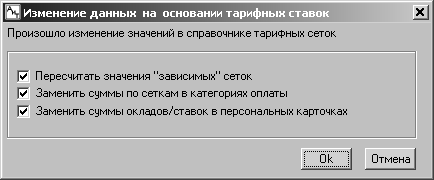 Изменение данных на основании тарифных ставок
Произошло изменение значений в справочнике тарифных сеток
Пересчитать значения "зависимых" сеток
Заменить суммы по сеткам в категориях оплаты
Заменить суммы окладов/ставок в персональных карточках
Ok
Отмена